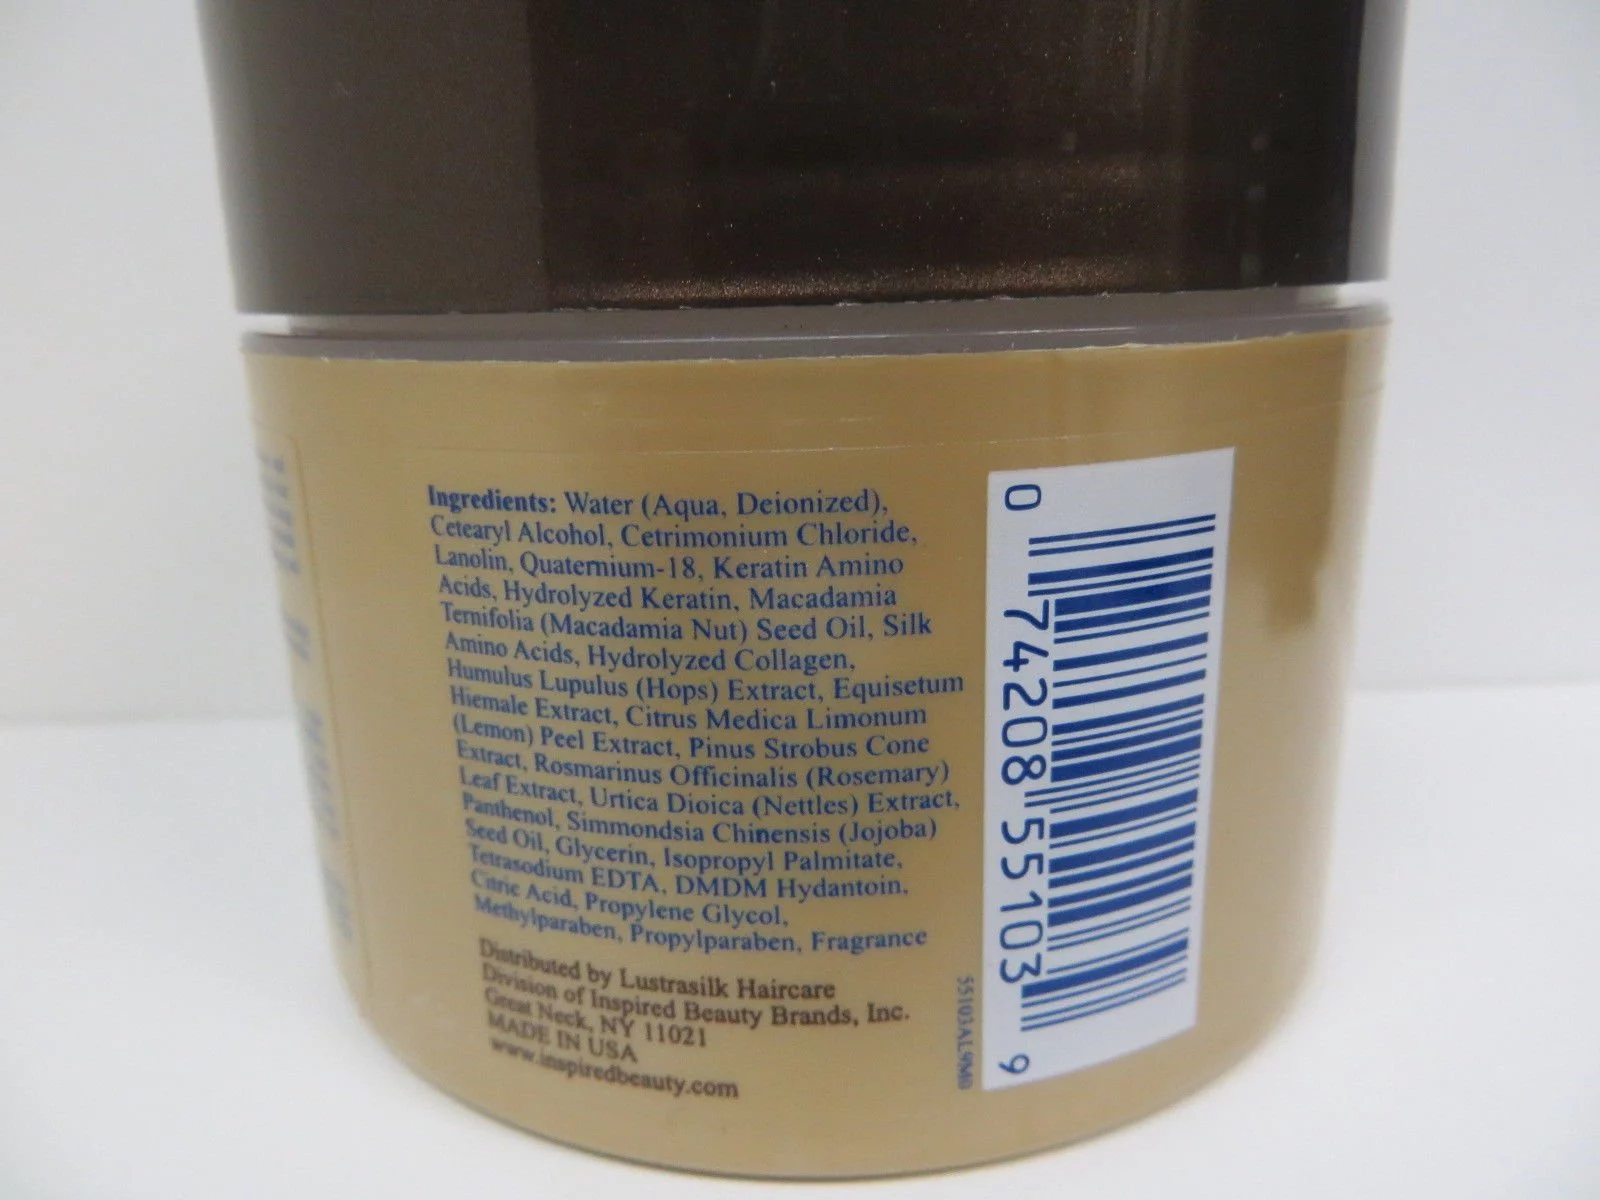 Ingredients: Water (Aqua, Deionized),
Cetearyl Alcohol, Cetrimonium Chloride,
Lanolin, Quaternium-18, Keratin Amino
Acids, Hydrolyzed Keratin, Macadamia
Ternifolia (Macadamia Nut) Seed Oil, Silk
Amino Acids, Hydrolyzed Collagen,
Humulus Lupulus (Hops) Extract, Equisetum
Hiemale Extract, Citrus Medica Limonum
(Lemon) Peel Extract, Pinus Strobus Cone
Extract, Rosmarinus Officinalis (Rosemary)
Leaf Extract, Urtica Dioica (Nettles) Extract,
Panthenol, Simmondsia Chinensis (Jojoba)
Seed Oil, Glycerin, Isopropyl Palmitate,
Tetrasodium EDTA, DMDM Hydantoin,
Citric Acid, Propylene Glycol,
Methylparaben, Propylparaben, Fragrance
Distributed by Lustrasilk Haircare
Division of Inspired Beauty Brands, Inc.
Great Neck, NY 11021
MADE IN USA
www.inspiredbeauty.com
0 74208 55103 9